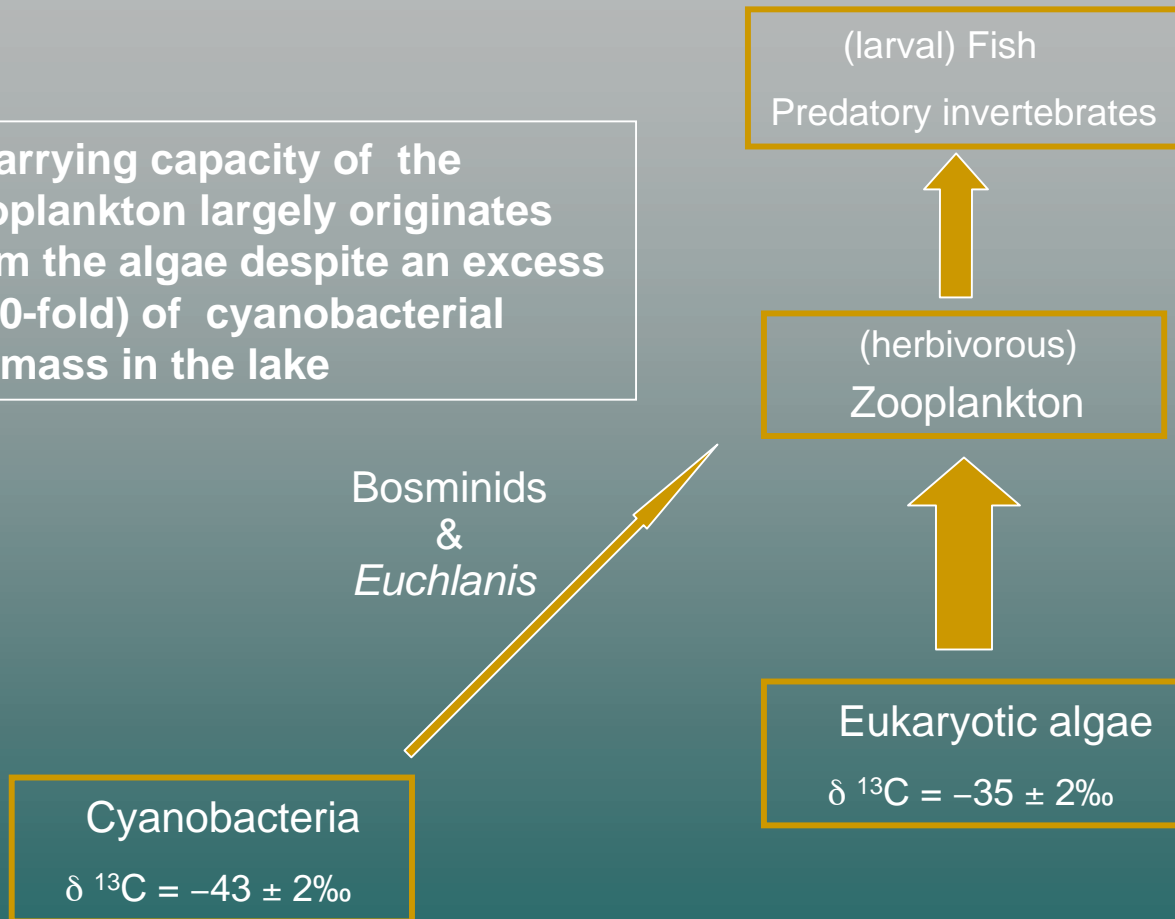 (larval) Fish
Predatory invertebrates
arrying capacity of the
oplankton largely originates
m the algae despite an excess
0-fold) of cyanobacterial
mass in the lake
(herbivorous)
Zooplankton
Bosminids
&
Euchlanis
Eukaryotic algae
δ ¹³C = −35 ± 2‰
Cyanobacteria
δ ¹³C = −43 ± 2‰